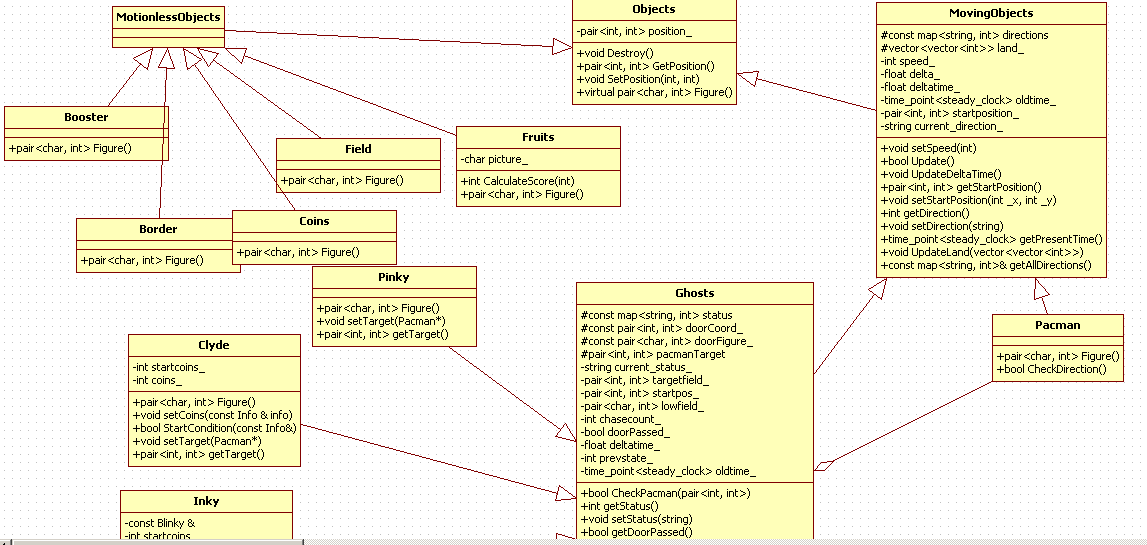 MotionlessObjects
Objects
-pair<int, int> position_
+void Destroy()
+pair<int, int> GetPosition()
+void SetPosition(int, int)
+virtual pair<char, int> Figure()
MovingObjects
#const map<string, int> directions
#vector<vector<int>> land_
-int speed_
-float delta_
-float deltatime_
-time_point<steady_clock> oldtime_
-pair<int, int> startposition_
-string current_direction_
+void setSpeed(int)
+bool Update()
+void UpdateDeltaTime()
+pair<int, int> getStartPosition()
+void setStartPosition(int _x, int _y)
+int getDirection()
+void setDirection(string)
+time_point<steady_clock> getPresentTime()
+void UpdateLand(vector<vector<int>>)
+const map<string, int>& getAllDirections()
Booster
+pair<char, int> Figure()
Field
+pair<char, int> Figure()
Fruits
-char picture_
+int CalculateScore(int)
+pair<char, int> Figure()
Border
+pair<char, int> Figure()
Coins
+pair<char, int> Figure()
Pinky
+pair<char, int> Figure()
+void setTarget(Pacman*)
+pair<int, int> getTarget()
Clyde
-int startcoins_
-int coins_
+pair<char, int> Figure()
+void setCoins(const Info & info)
+bool StartCondition(const Info&)
+void setTarget(Pacman*)
+pair<int, int> getTarget()
Ghosts
#const map<string, int> status
#const pair<int, int> doorCoord_
#const pair<char, int> doorFigure_
#pair<int, int> pacmanTarget
-string current_status_
-pair<int, int> targetfield_
-pair<int, int> startpos_
-pair<char, int> lowfield_
-int chasecount_
-bool doorPassed_
-float deltatime_
-int prevstate_
-time_point<steady_clock> oldtime_
+bool CheckPacman(pair<int, int>)
+int getStatus()
+void setStatus(string)
+bool getDoorPassed()
Pacman
+pair<char, int> Figure()
+bool CheckDirection()
Inky
-const Blinky &
-int startcoins